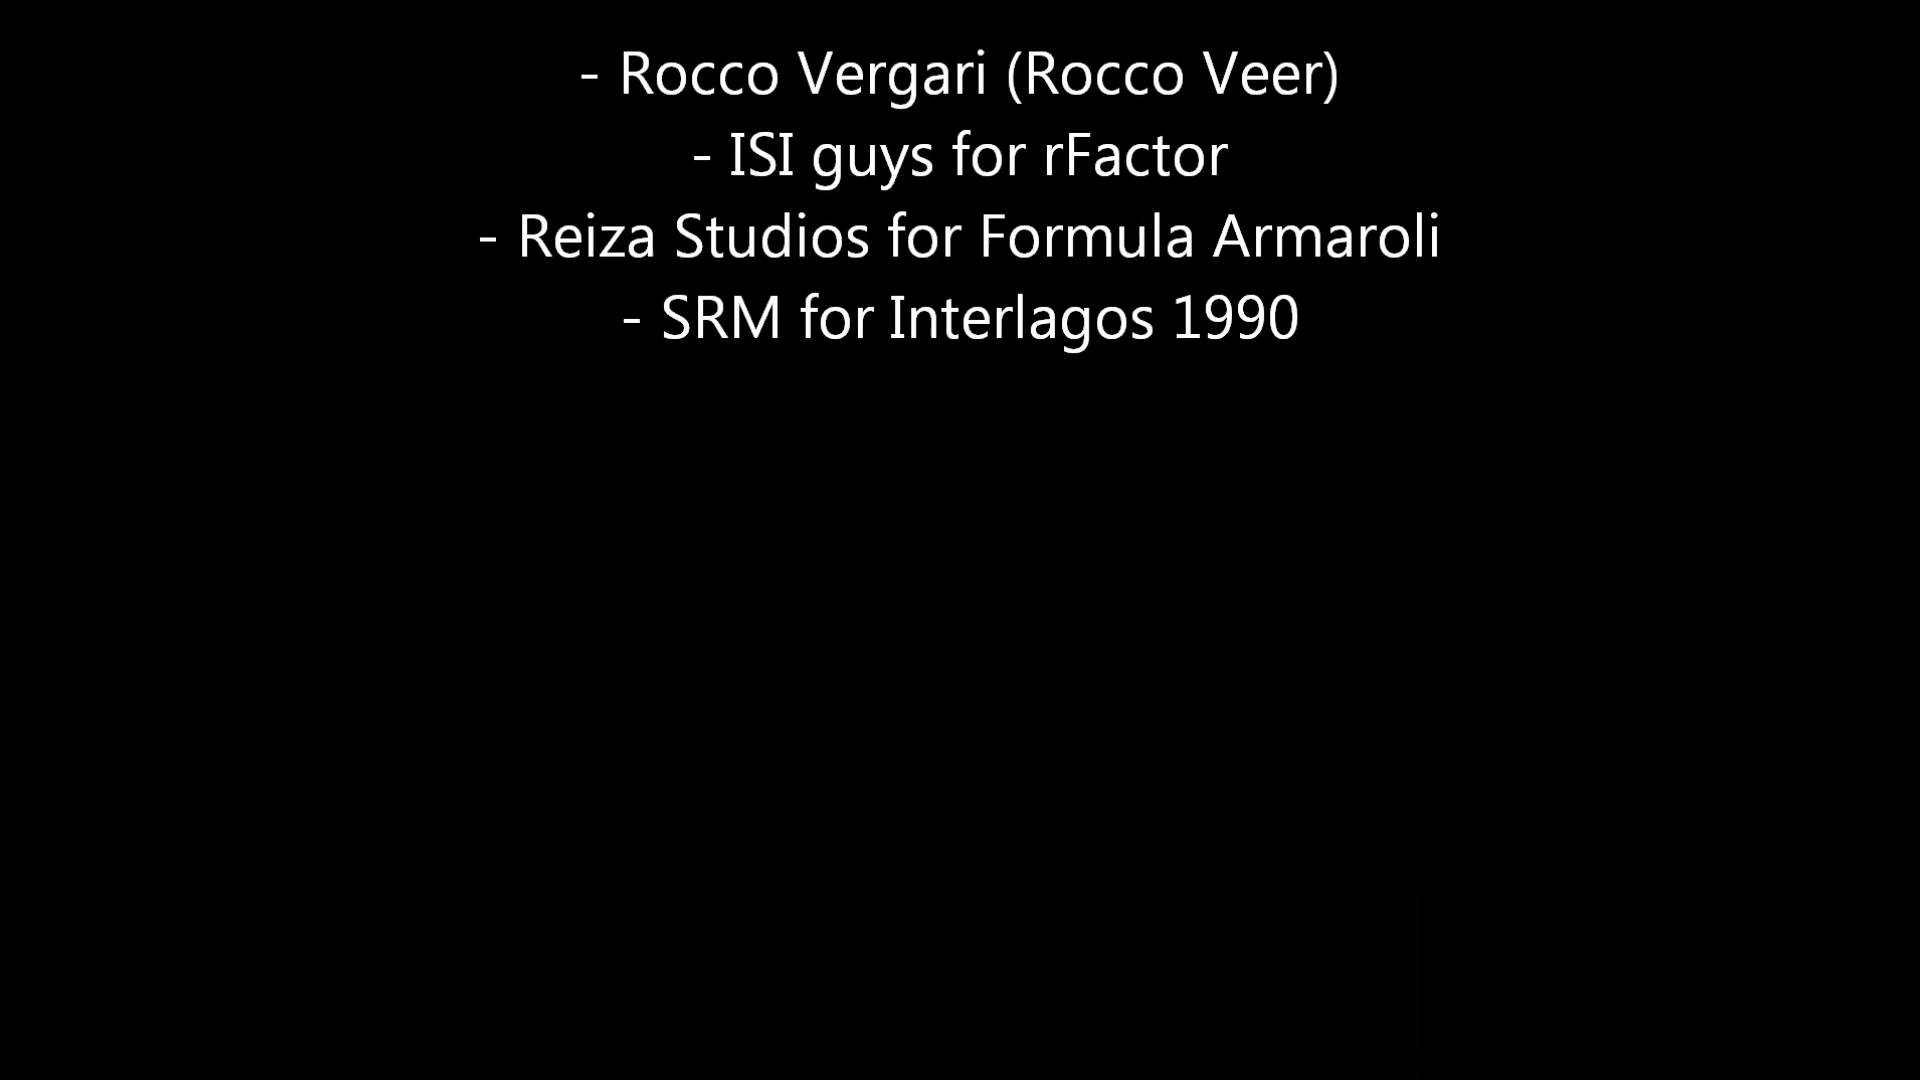 - Rocco Vergari (Rocco Veer)
- ISI guys for rFactor
- Reiza Studios for Formula Armaroli
- SRM for Interlagos 1990